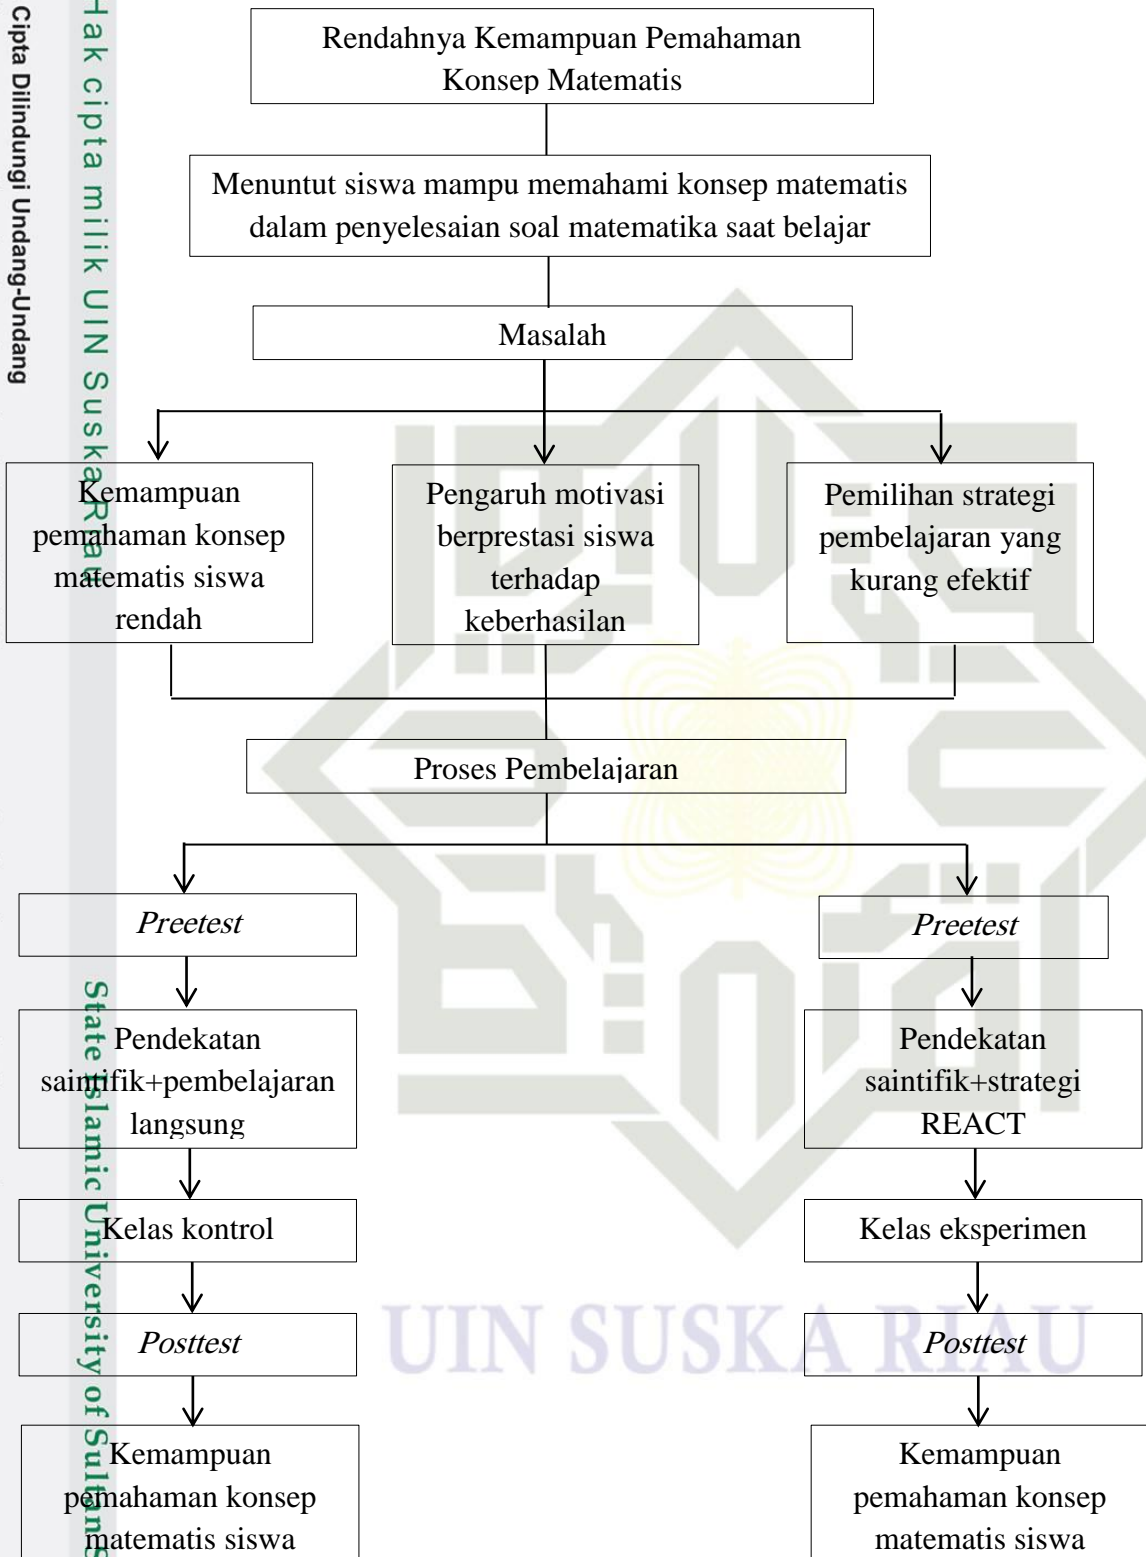 Cipta Dilindungi Undang-Undang
Hak cipta milik UIN Suska Riau
State Islamic University of Sultan
Rendahnya Kemampuan Pemahaman
Konsep Matematis
Menuntut siswa mampu memahami konsep matematis
dalam penyelesaian soal matematika saat belajar
Masalah
Kemampuan
pemahaman konsep
matematis siswa
rendah
Pengaruh motivasi
berprestasi siswa
terhadap
keberhasilan
Pemilihan strategi
pembelajaran yang
kurang efektif
Proses Pembelajaran
Preetest
Preetest
Pendekatan
saintifik+pembelajaran
langsung
Pendekatan
saintifik+strategi
REACT
Kelas kontrol
Kelas eksperimen
Posttest
Posttest
UIN SUSKA RIAU
Kemampuan
pemahaman konsep
matematis siswa
Kemampuan
pemahaman konsep
matematis siswa